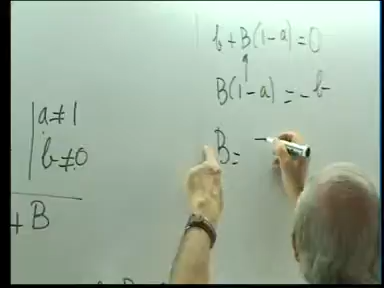 b+B(1-a)=0
B(1-a)=-b
a≠1
b≠0
B= -
+B